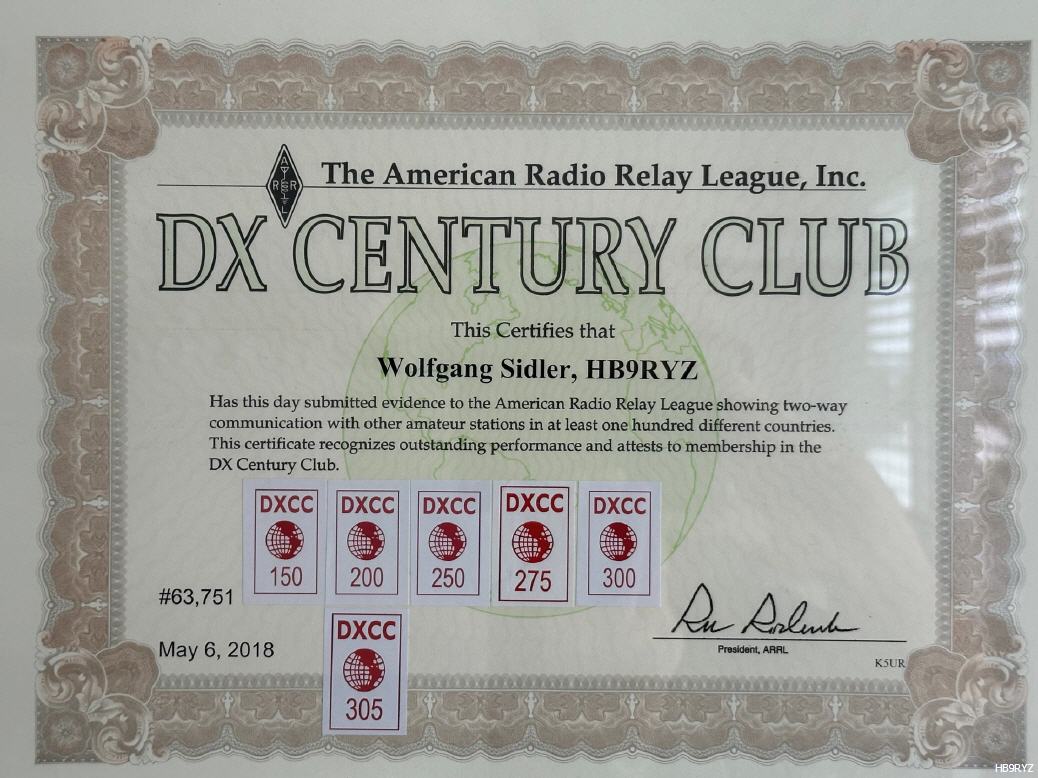 The American Radio Relay League, Inc.
A
R R
L
DX CENTURY CLUB
This Certifies that
Wolfgang Sidler, HB9RYZ
Has this day submitted evidence to the American Radio Relay League showing two-way
communication with other amateur stations in at least one hundred different countries.
This certificate recognizes outstanding performance and attests to membership in the
DX Century Club.
DXCC
150
DXCC
200
DXCC
250
DXCC
275
DXCC
300
#63,751
May 6, 2018
DXCC
305
President, ARRL
K5UR
HB9RYZ